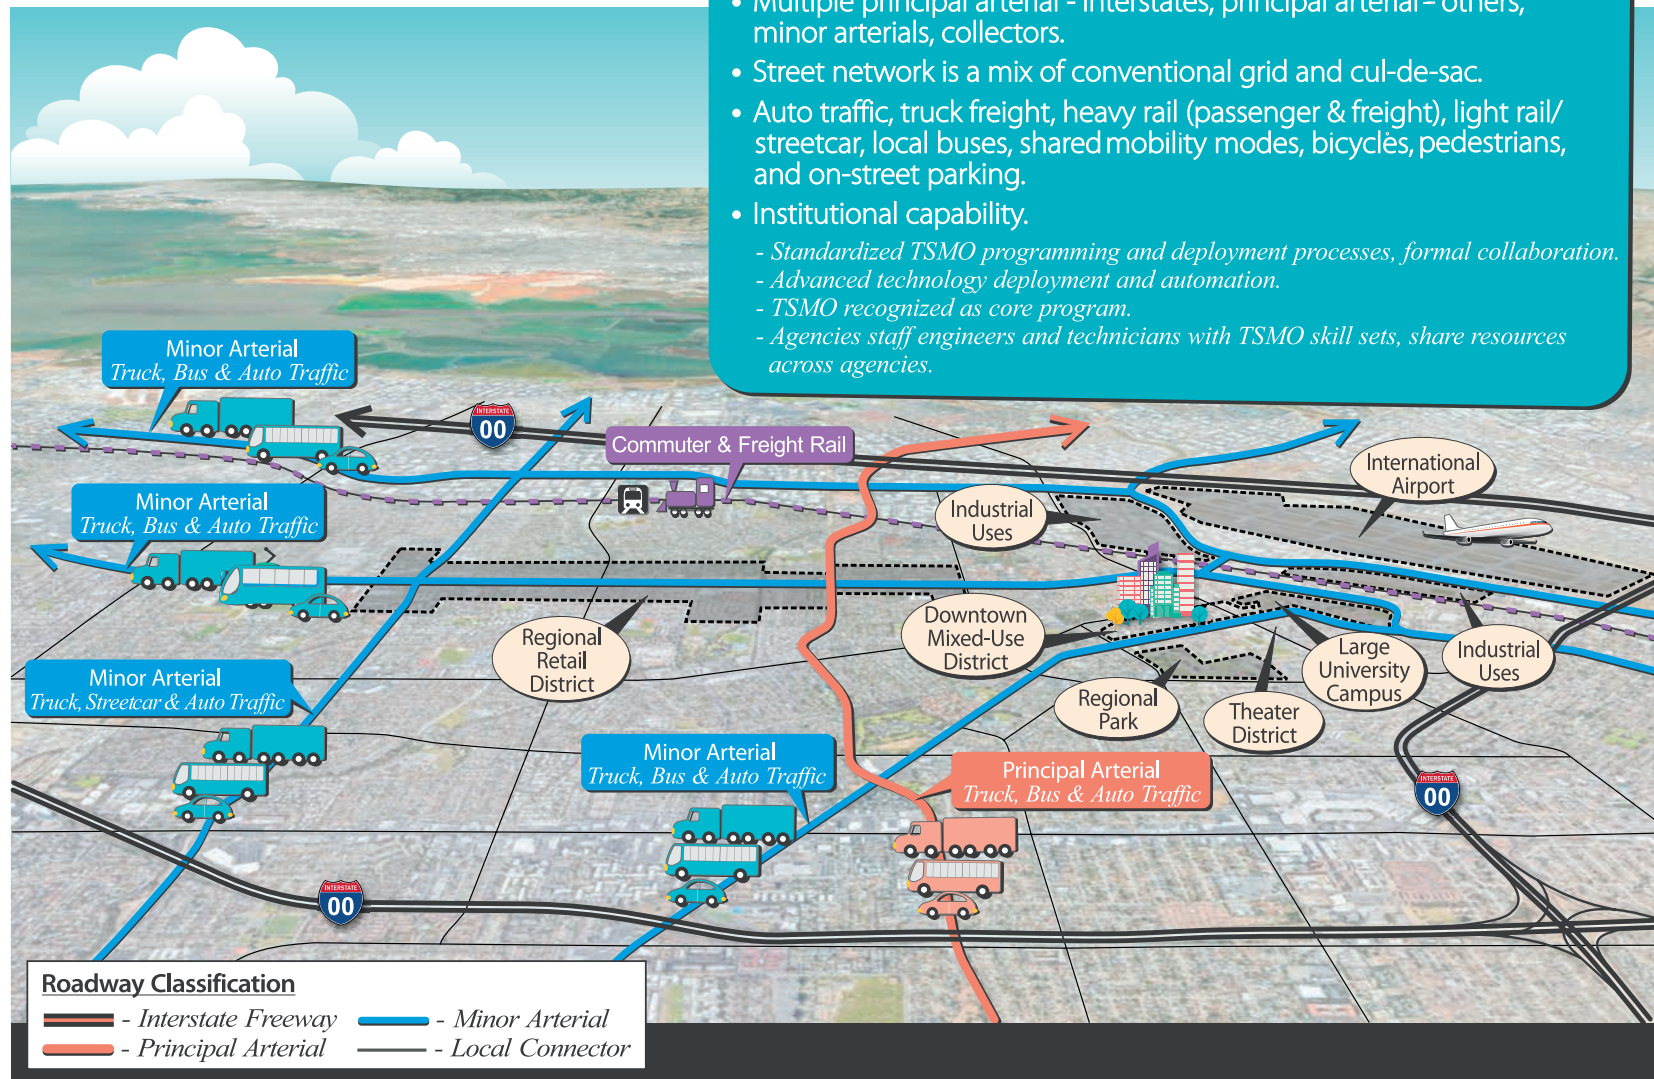 • Multiple principal arterial - interstates, principal arterial - others,
minor arterials, collectors.
• Street network is a mix of conventional grid and cul-de-sac.
• Auto traffic, truck freight, heavy rail (passenger & freight), light rail/
streetcar, local buses, shared mobility modes, bicycles, pedestrians,
and on-street parking.
• Institutional capability.
- Standardized TSMO programming and deployment processes, formal collaboration.
- Advanced technology deployment and automation.
- TSMO recognized as core program.
- Agencies staff engineers and technicians with TSMO skill sets, share resources
across agencies.
Minor Arterial
Truck, Bus & Auto Traffic
INTERSTATE
00
Commuter & Freight Rail
International
Airport
Minor Arterial
Truck, Bus & Auto Traffic
Industrial
Uses
Regional
Retail
District
Downtown
Mixed-Use
District
Large
University
Campus
Industrial
Uses
Minor Arterial
Truck, Streetcar & Auto Traffic
Regional
Park
Theater
District
Minor Arterial
Truck, Bus & Auto Traffic
Principal Arterial
Truck, Bus & Auto Traffic
INTERSTATE
00
INTERSTATE
00
Roadway Classification
- Interstate Freeway
- Minor Arterial
- Principal Arterial
- Local Connector